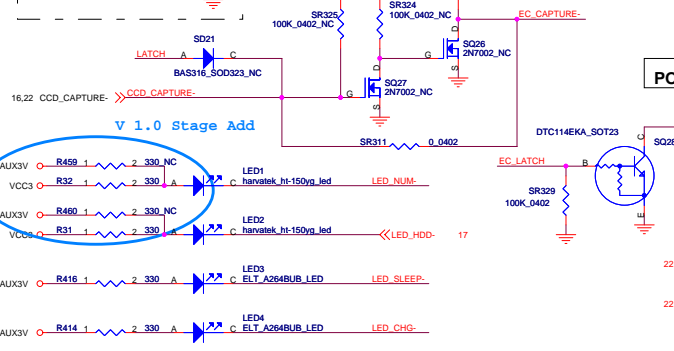 SR325
100K_0402_NC
SR324
100K_0402_NC
EC_CAPTURE-
D
G
S
SQ26
2N7002_NC
SD21
LATCH A C
BAS316_SOD323_NC
D
G
S
SQ27
2N7002_NC
16,22 CCD_CAPTURE- CCD_CAPTURE-
PO
V 1.0 Stage Add
SR311 0_0402
DTC114EKA_SOT23
C
SQ28
EC_LATCH B
E
SR329
100K_0402
AUX3V R459 1 2 330_NC
LED1
VCC3 R32 1 2 330 A C harvatek_ht-150yg_led LED_NUM-
AUX3V R460 1 2 330_NC
LED2
VCC3 R31 1 2 330 A C harvatek_ht-150yg_led LED_HDD- 17
LED3
AUX3V R416 1 2 330 A C ELT_A264BUB_LED LED_SLEEP-
22
22
LED4
AUX3V R414 1 2 330 A C ELT_A264BUB_LED LED_CHG-